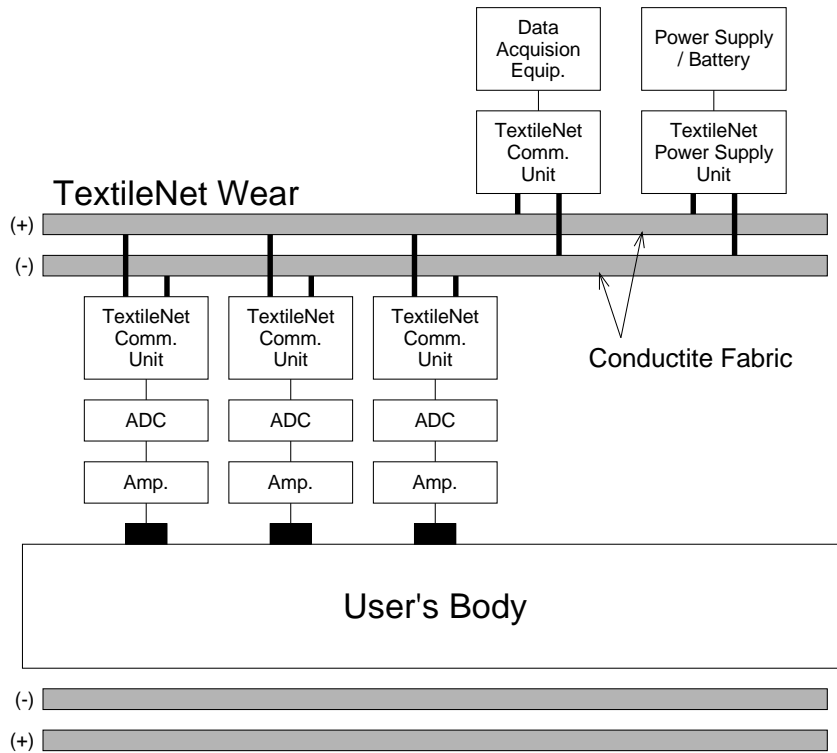 Data
Acquision
Equip.
Power Supply
/ Battery
TextileNet
Comm.
Unit
TextileNet
Power Supply
Unit
TextileNet Wear
(+)
(-)
TextileNet
Comm.
Unit
TextileNet
Comm.
Unit
TextileNet
Comm.
Unit
Conductite Fabric
ADC
ADC
ADC
Amp.
Amp.
Amp.
User's Body
(-)
(+)